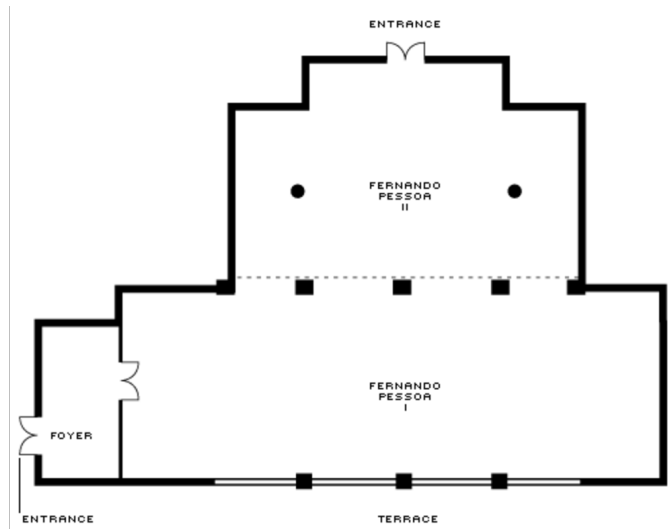 ENTRANCE
FERNANDO
PESSOA
II
FERNANDO
PESSOA
I
FOYER
ENTRANCE
TERRACE